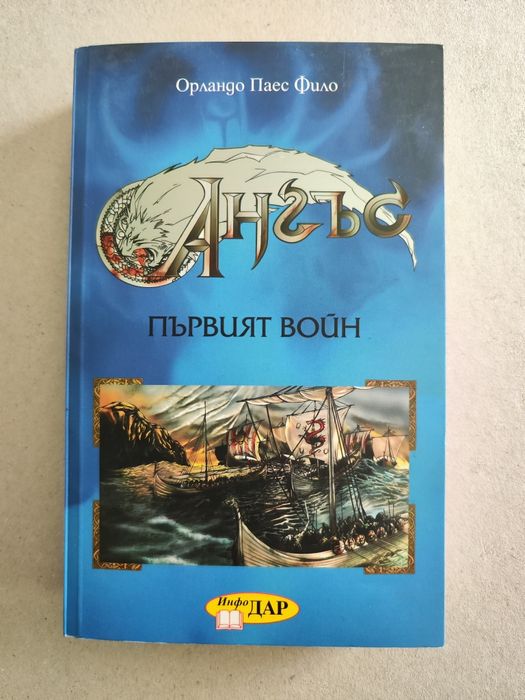 Орландо Паес Фило
Ангъс
ПЪРВИЯТ ВОЙН
Инфо
ДАР